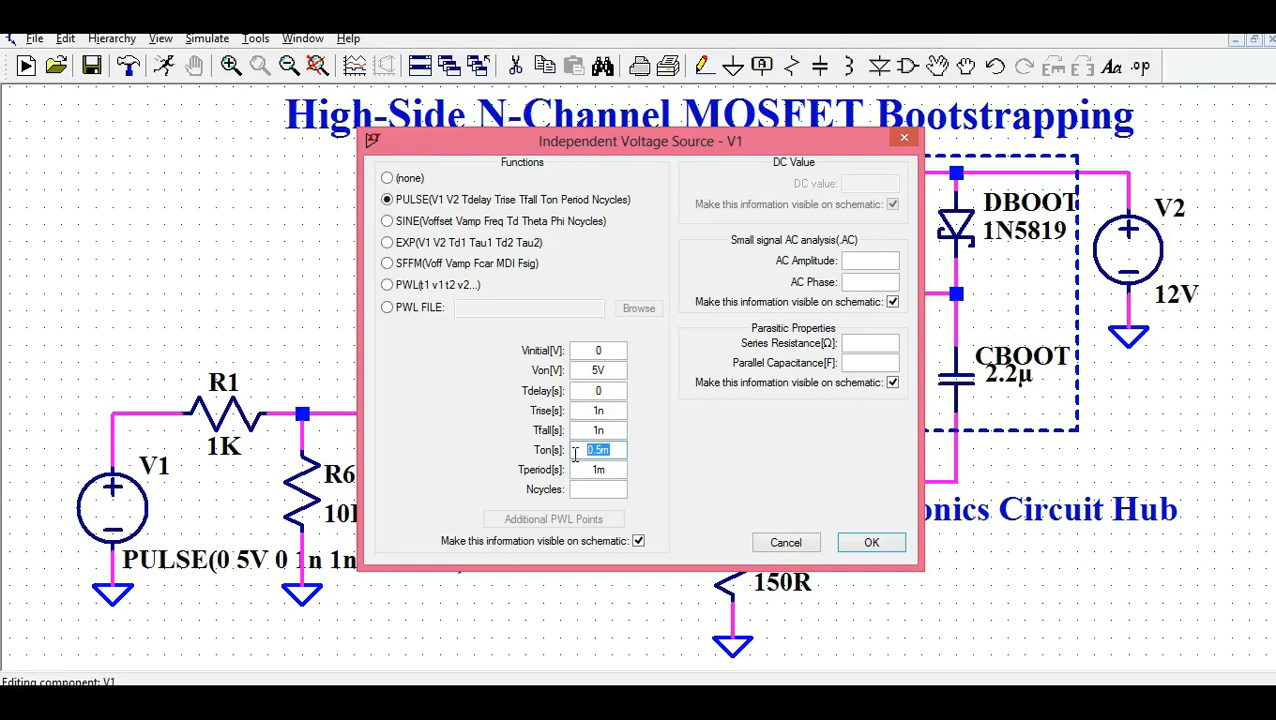 File Edit Hierarchy View Simulate Tools Window Help
Aa .op
High-Side N-Channel MOSFET Bootstrapping
Independent Voltage Source - V1
Functions
(none)
PULSE(V1 V2 Tdelay Trise Tfall Ton Period Ncycles)
SINE(Voffset Vamp Freq Td Theta Phi Ncycles)
EXP(V1 V2 Td1 Tau1 Td2 Tau2)
SFFM(Voff Vamp Fcar MDI Fsig)
PWL(t1 v1 t2 v2...)
PWL FILE: Browse
Vinitial[V]: 0
Von[V]: 5V
Tdelay[s]: 0
Trise[s]: 1n
Tfall[s]: 1n
Ton[s]: 0.5m
Tperiod[s]: 1m
Ncycles:
Additional PWL Points
Make this information visible on schematic:
DC Value
DC value:
Make this information visible on schematic:
Small signal AC analysis(.AC)
AC Amplitude:
AC Phase:
Make this information visible on schematic:
Parasitic Properties
Series Resistance[Ω]:
Parallel Capacitance[F]:
Make this information visible on schematic:
Cancel OK
DBOOT
1N5819
V2
12V
CBOOT
2.2µ
R1
1K
V1
R6
PULSE(0 5V 0 1n 1n
onics Circuit Hub
150R
Editing component: V1